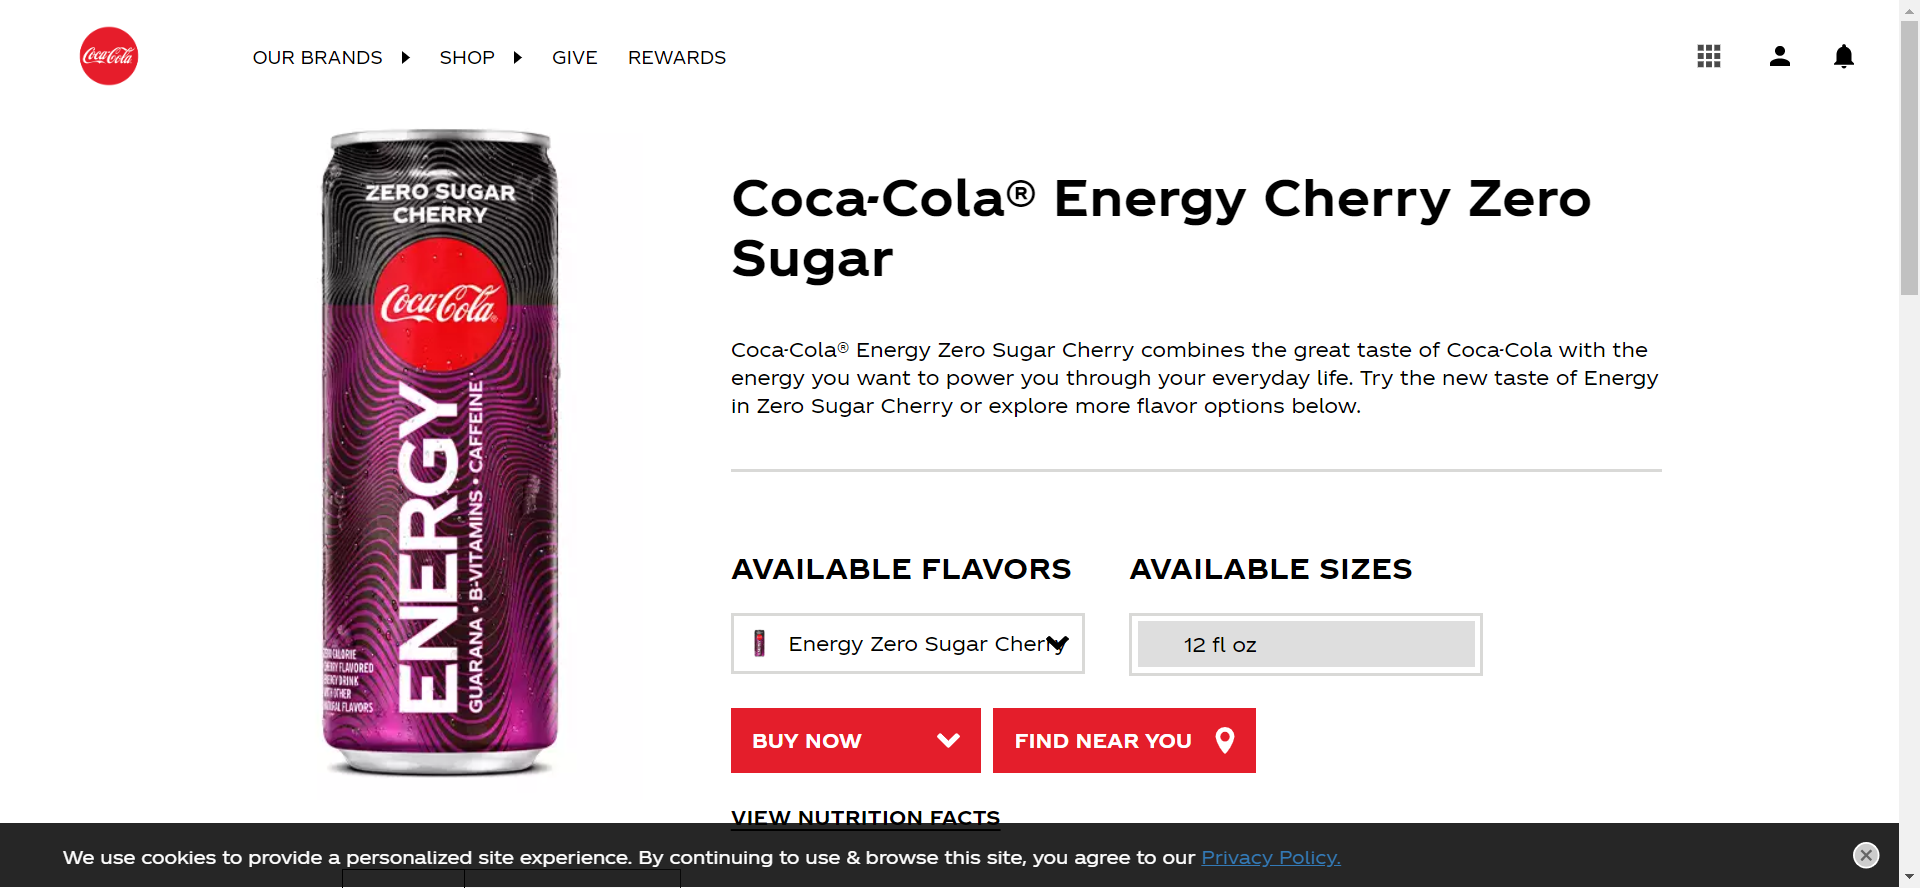 Coca-Cola
OUR BRANDS
SHOP
GIVE
REWARDS
ZERO SUGAR
CHERRY
Coca-Cola®
ENERGY
GUARANA • B-VITAMINS • CAFFEINE
ZERO CALORIE
CHERRY FLAVORED
ENERGY DRINK
WITH OTHER
NATURAL FLAVORS
Coca-Cola® Energy Cherry Zero
Sugar
Coca-Cola® Energy Zero Sugar Cherry combines the great taste of Coca-Cola with the
energy you want to power you through your everyday life. Try the new taste of Energy
in Zero Sugar Cherry or explore more flavor options below.
AVAILABLE FLAVORS
AVAILABLE SIZES
Energy Zero Sugar Cherry
12 fl oz
BUY NOW
FIND NEAR YOU
VIEW NUTRITION FACTS
We use cookies to provide a personalized site experience. By continuing to use & browse this site, you agree to our Privacy Policy.